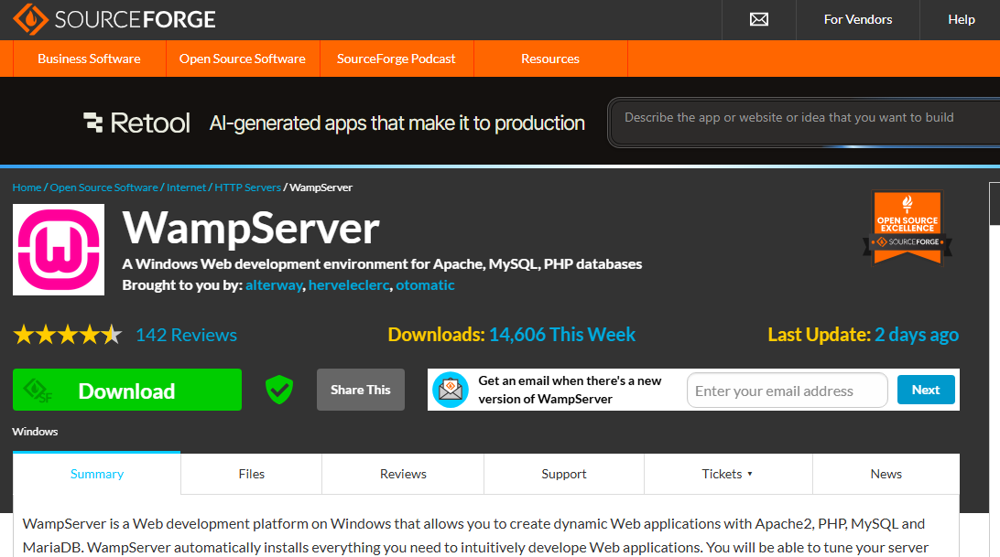 SOURCEFORGE
For Vendors
Help
Business Software
Open Source Software
SourceForge Podcast
Resources
Retool
AI-generated apps that make it to production
Describe the app or website or idea that you want to build
Home / Open Source Software / Internet / HTTP Servers / WampServer
WampServer
A Windows Web development environment for Apache, MySQL, PHP databases
Brought to you by: alterway, herveleclerc, otomatic
OPEN SOURCE
EXCELLENCE
SOURCEFORGE
142 Reviews
Downloads: 14,606 This Week
Last Update: 2 days ago
SF
Download
Share This
Get an email when there's a new
version of WampServer
Enter your email address
Next
Windows
Summary
Files
Reviews
Support
Tickets ▾
News
WampServer is a Web development platform on Windows that allows you to create dynamic Web applications with Apache2, PHP, MySQL and
MariaDB. WampServer automatically installs everything you need to intuitively develope Web applications. You will be able to tune your server